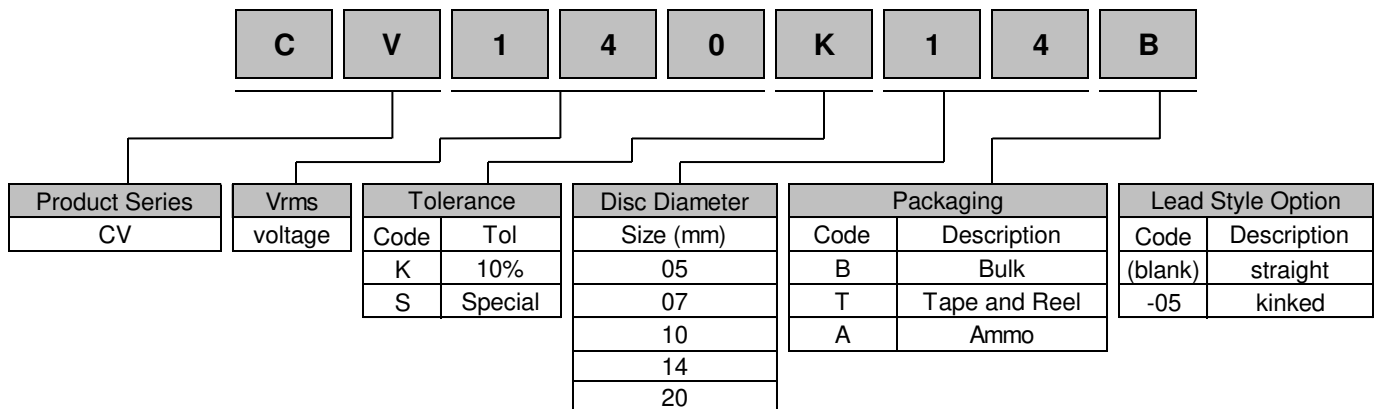 C V 1 4 0 K 1 4 B
Product Series
CV
Vrms
voltage
Tolerance
Code Tol
K 10%
S Special
Disc Diameter
Size (mm)
05
07
10
14
20
Packaging
Code Description
B Bulk
T Tape and Reel
A Ammo
Lead Style Option
Code Description
(blank) straight
-05 kinked